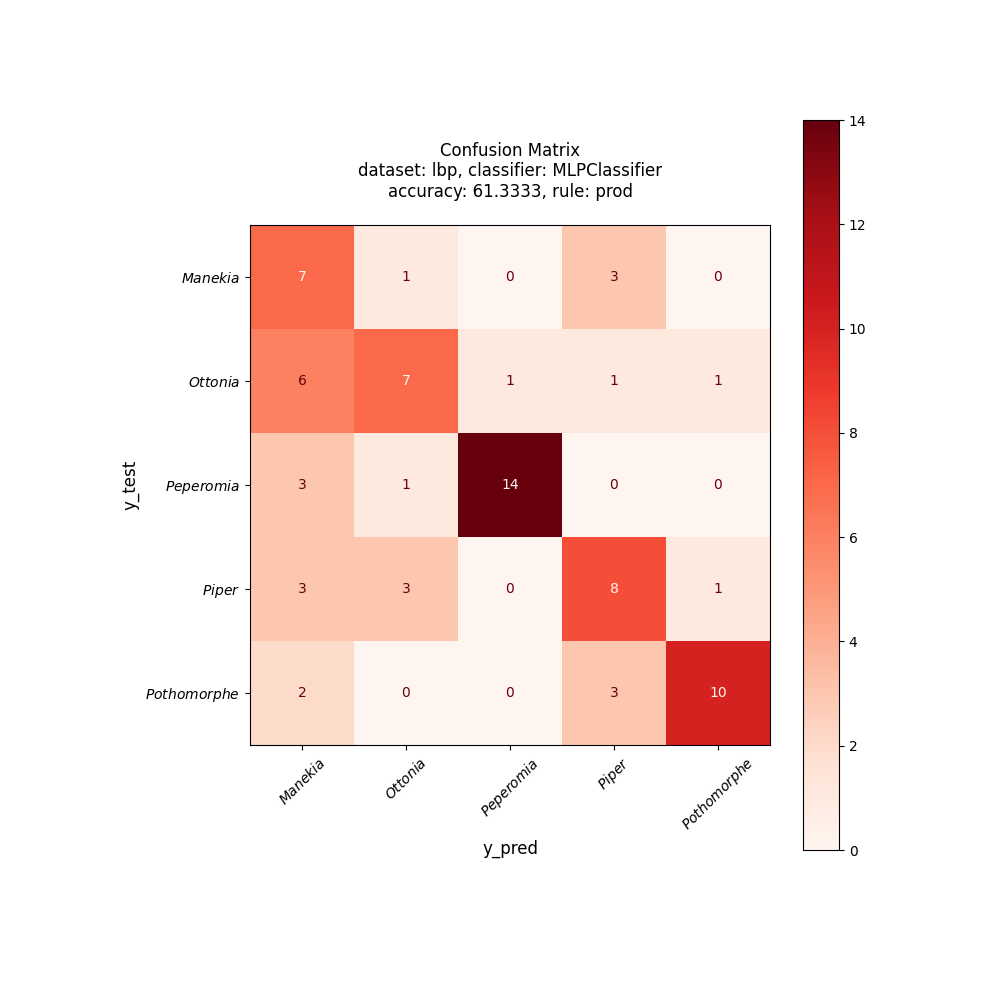 Confusion Matrix
dataset: lbp, classifier: MLPClassifier
accuracy: 61.3333, rule: prod
Manekia 7 1 0 3 0
Ottonia 6 7 1 1 1
Peperomia 3 1 14 0 0
Piper 3 3 0 8 1
Pothomorphe 2 0 0 3 10
Manekia Ottonia Peperomia Piper Pothomorphe
y_pred
y_test
14
12
10
8
6
4
2
0